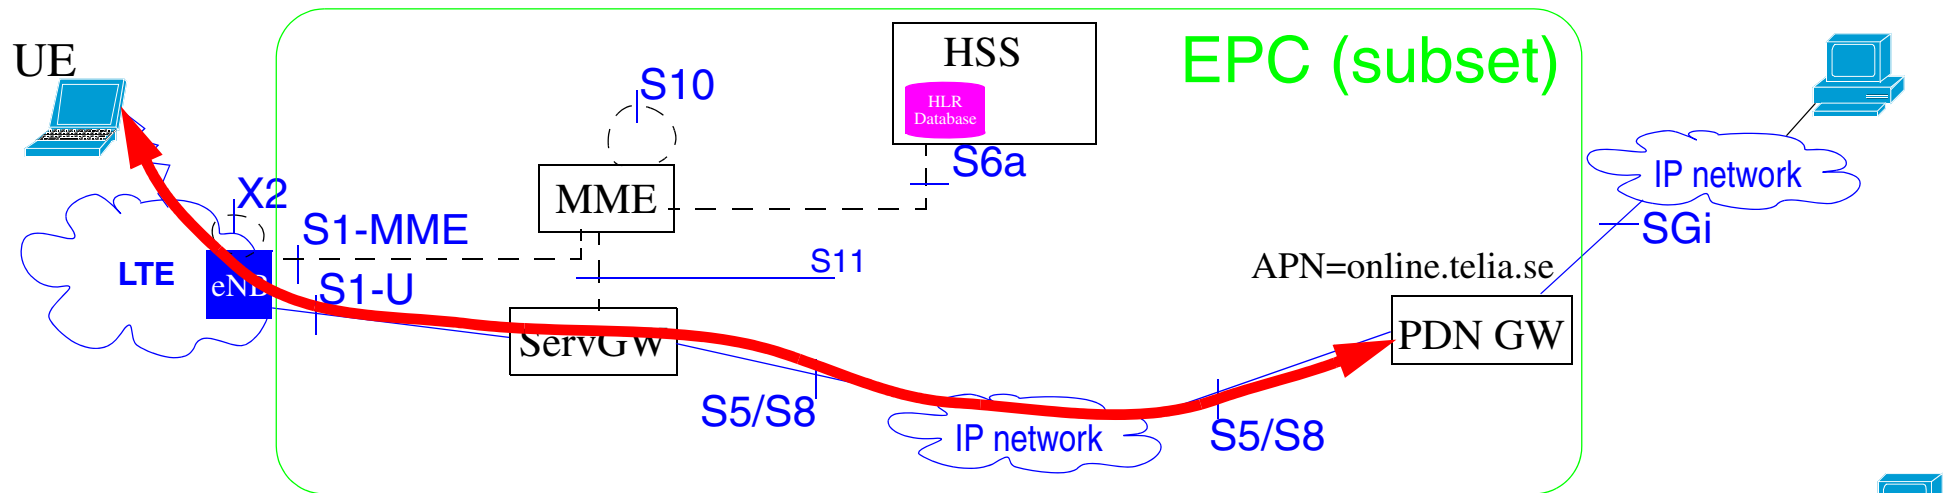 UE
HSS
EPC (subset)
S10
HLR
Database
S6a
IP network
X2
MME
S1-MME
SGi
LTE
eNB
S11
APN=online.telia.se
S1-U
ServGW
PDN GW
S5/S8
IP network
S5/S8